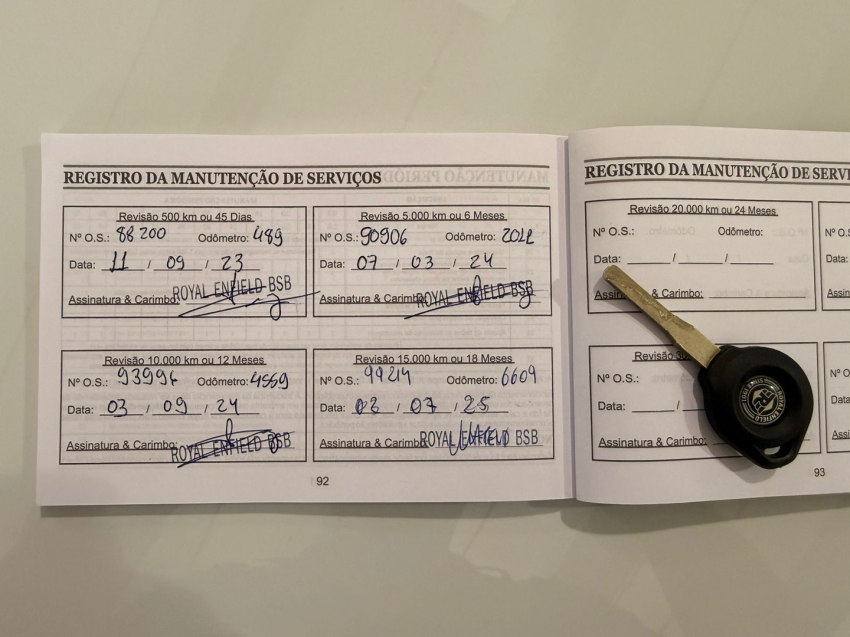 REGISTRO DA MANUTENÇÃO DE SERVIÇOS
Revisão 500 km ou 45 Dias
Nº O.S.: 88200 Odômetro: 489
Data: 11 / 09 / 23
Assinatura & Carimbo: ROYAL ENFIELD BSB
Revisão 5.000 km ou 6 Meses
Nº O.S.: 90906 Odômetro:
Data: 07 / 03 / 24
Assinatura & Carimbo: ROYAL ENFIELD BSB
Revisão 10.000 km ou 12 Meses
Nº O.S.: 93996 Odômetro: 4559
Data: 03 / 09 / 24
Assinatura & Carimbo: ROYAL ENFIELD BSB
Revisão 15.000 km ou 18 Meses
Nº O.S.: 99214 Odômetro: 6609
Data: 02 / 07 / 25
Assinatura & Carimbo: ROYAL ENFIELD BSB
92
REGISTRO DA MANUTENÇÃO DE
Revisão 20.000 km ou 24 Meses
Nº O.S.: Odômetro:
Data: / /
& Carimbo:
Revisão
Nº O.S.:
Data: /
Assinatura & Carimbo:
93
ROYAL ENFIELD